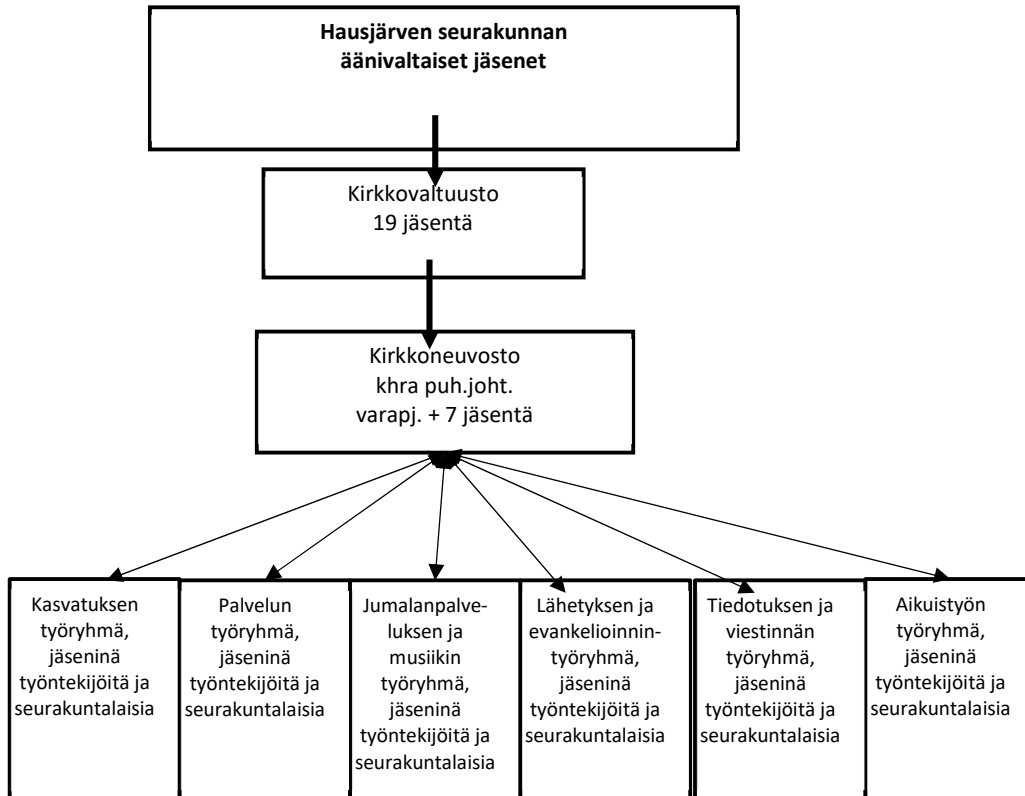 Hausjärven seurakunnan
äänivaltaiset jäsenet
Kirkkovaltuusto
19 jäsentä
Kirkkoneuvosto
khra puh.joht.
varapj. + 7 jäsentä
Kasvatuksen
työryhmä,
jäseninä
työntekijöitä ja
seurakuntalaisia
Palvelun
työryhmä,
jäseninä
työntekijöitä ja
seurakuntalaisia
Jumalanpalve-
luksen ja
musiikin
työryhmä,
jäseninä
työntekijöitä ja
seurakuntalaisia
Lähetyksen ja
evankelioinnin-
työryhmä,
jäseninä
työntekijöitä ja
seurakuntalaisia
Tiedotuksen ja
viestinnän
työryhmä,
jäseninä
työntekijöitä ja
seurakuntalaisia
Aikuistyön
työryhmä,
jäseninä
työntekijöitä ja
seurakuntalaisia